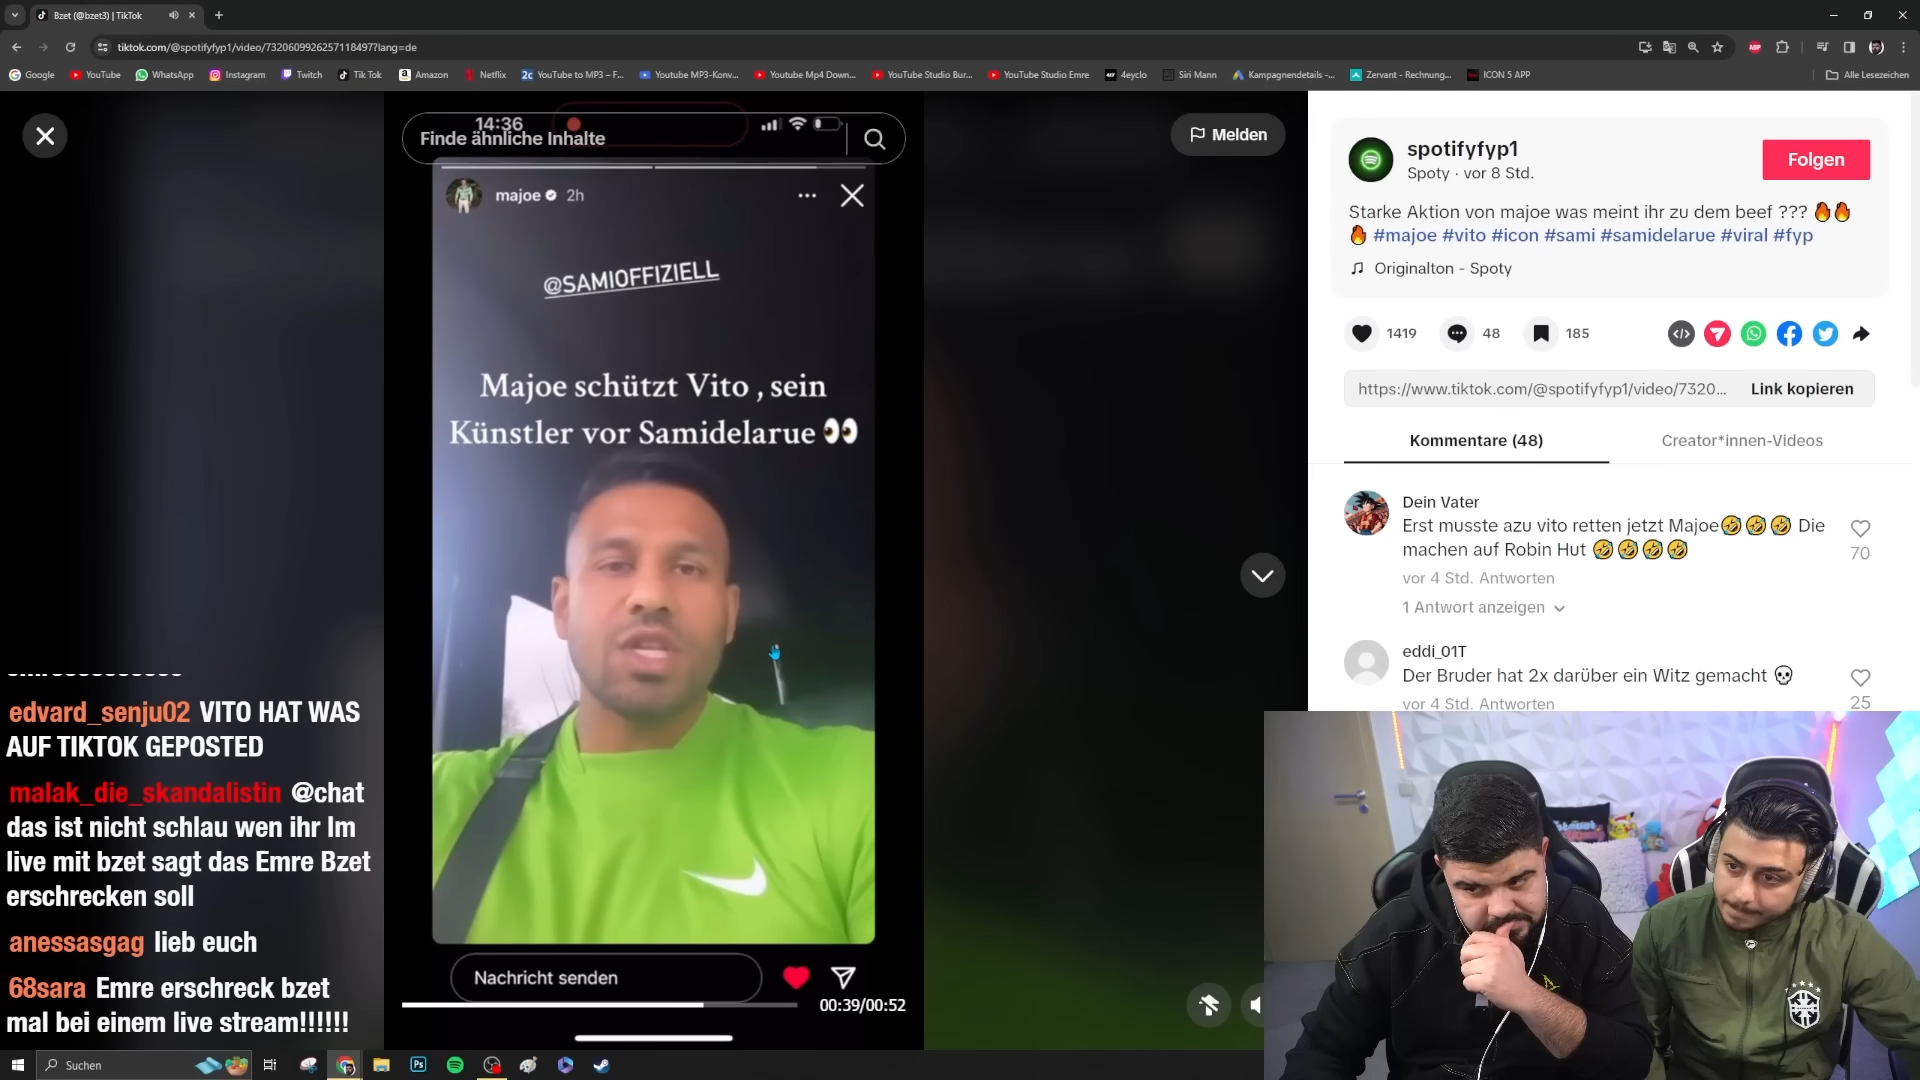 Bzet (@bzet3) | TikTok
tiktok.com/@spotifyfyp1/video/7320609926257118497?lang=de
Google
YouTube
WhatsApp
Instagram
Twitch
Tik Tok
Amazon
Netflix
YouTube to MP3 – F...
Youtube MP3-Konv...
Youtube Mp4 Down...
YouTube Studio Bur...
YouTube Studio Emre
4eyclo
Siri Mann
Kampagnendetails -...
Zervant - Rechnung...
ICON 5 APP
Alle Lesezeichen
14:36
Finde ähnliche Inhalte
Melden
majoe 2h
@SAMIOFFIZIELL
Majoe schützt Vito , sein
Künstler vor Samidelarue 👀
Nachricht senden
00:39/00:52
spotifyfyp1
Spoty · vor 8 Std.
Folgen
Starke Aktion von majoe was meint ihr zu dem beef ??? 🔥🔥
🔥 #majoe #vito #icon #sami #samidelarue #viral #fyp
Originalton - Spoty
1419
48
185
https://www.tiktok.com/@spotifyfyp1/video/7320...
Link kopieren
Kommentare (48)
Creator*innen-Videos
Dein Vater
Erst musste azu vito retten jetzt Majoe🤣🤣🤣 Die
machen auf Robin Hut 🤣🤣🤣🤣
70
vor 4 Std. Antworten
1 Antwort anzeigen
eddi_01T
Der Bruder hat 2x darüber ein Witz gemacht 💀
vor 4 Std. Antworten
25
edvard_senju02 VITO HAT WAS
AUF TIKTOK GEPOSTED
malak_die_skandalistin @chat
das ist nicht schlau wen ihr Im
live mit bzet sagt das Emre Bzet
erschrecken soll
anessasgag lieb euch
68sara Emre erschreck bzet
mal bei einem live stream!!!!!!
Suchen